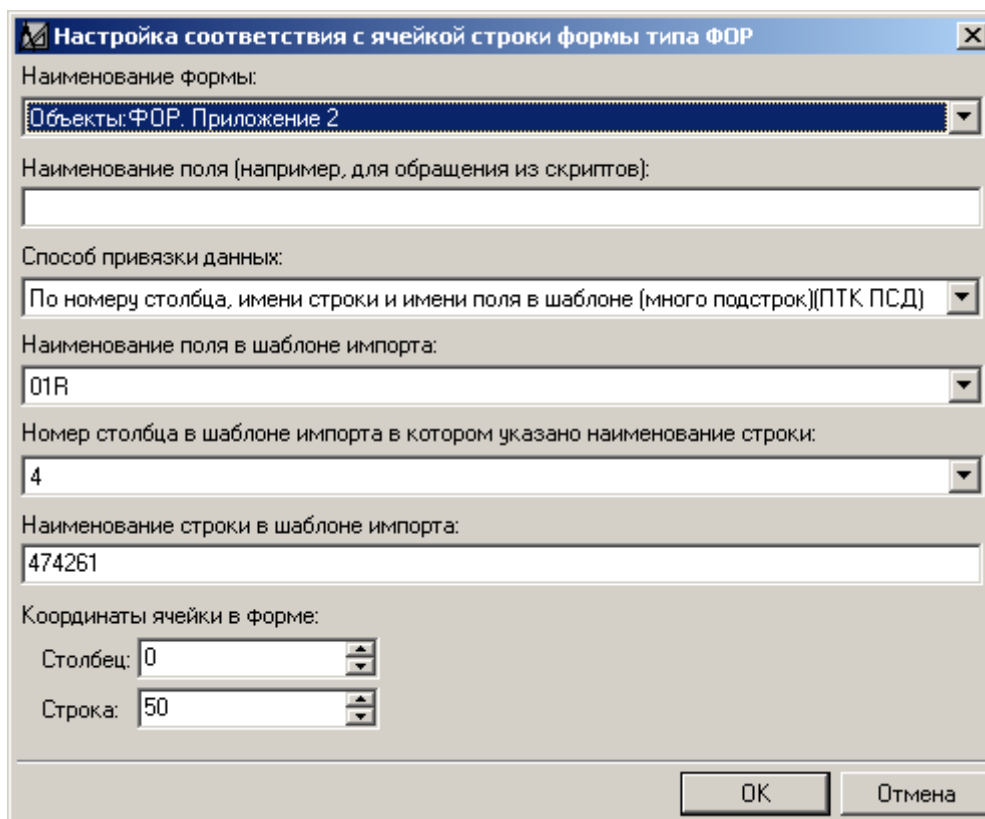 Настройка соответствия с ячейкой строки формы типа ФОР
Наименование формы:
Объекты:ФОР. Приложение 2
Наименование поля (например, для обращения из скриптов):
Способ привязки данных:
По номеру столбца, имени строки и имени поля в шаблоне (много подстрок)(ПТК ПСД)
Наименование поля в шаблоне импорта:
01R
Номер столбца в шаблоне импорта в котором указано наименование строки:
4
Наименование строки в шаблоне импорта:
474261
Координаты ячейки в форме:
Столбец: 0
Строка: 50
OK Отмена